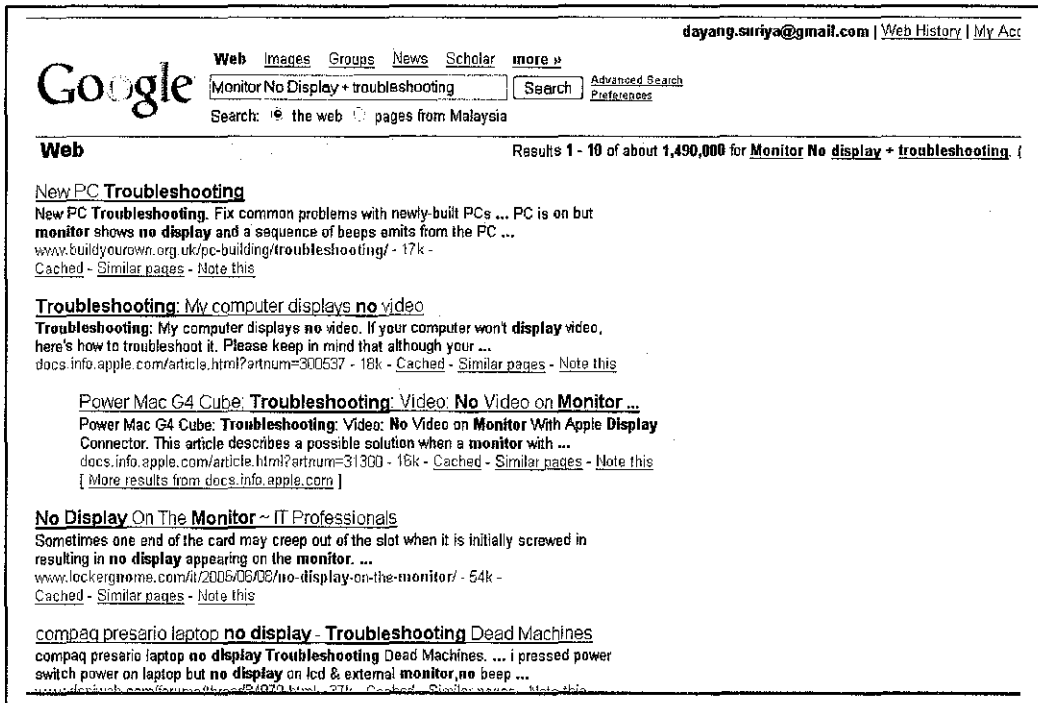 dayang.suriya@gmail.com | Web History | My Acc
Google
Web Images Groups News Scholar more »
Monitor No Display + troubleshooting
Search
Advanced Search
Preferences
Search: the web pages from Malaysia
Web
Results 1 - 10 of about 1,490,000 for Monitor No display + troubleshooting. (
New PC Troubleshooting
New PC Troubleshooting. Fix common problems with newly-built PCs ... PC is on but
monitor shows no display and a sequence of beeps emits from the PC ...
www.buildyourown.org.uk/pc-building/troubleshooting/ - 17k -
Cached - Similar pages - Note this
Troubleshooting: My computer displays no video
Troubleshooting: My computer displays no video. If your computer won't display video,
here's how to troubleshoot it. Please keep in mind that although your ...
docs.info.apple.com/article.html?artnum=300537 - 18k - Cached - Similar pages - Note this
Power Mac G4 Cube: Troubleshooting: Video: No Video on Monitor ...
Power Mac G4 Cube: Troubleshooting: Video: No Video on Monitor With Apple Display
Connector. This article describes a possible solution when a monitor with ...
docs.info.apple.com/article.html?artnum=31300 - 16k - Cached - Similar pages - Note this
[ More results from docs.info.apple.com ]
No Display On The Monitor ~ IT Professionals
Sometimes one end of the card may creep out of the slot when it is initially screwed in
resulting in no display appearing on the monitor. ...
www.lockergnome.com/it/2006/06/08/no-display-on-the-monitor/ - 54k -
Cached - Similar pages - Note this
compaq presario laptop no display - Troubleshooting Dead Machines
compaq presario laptop no display Troubleshooting Dead Machines. ... i pressed power
switch power on laptop but no display on lcd & external monitor,no beep ...
Cached - Similar pages - Note this